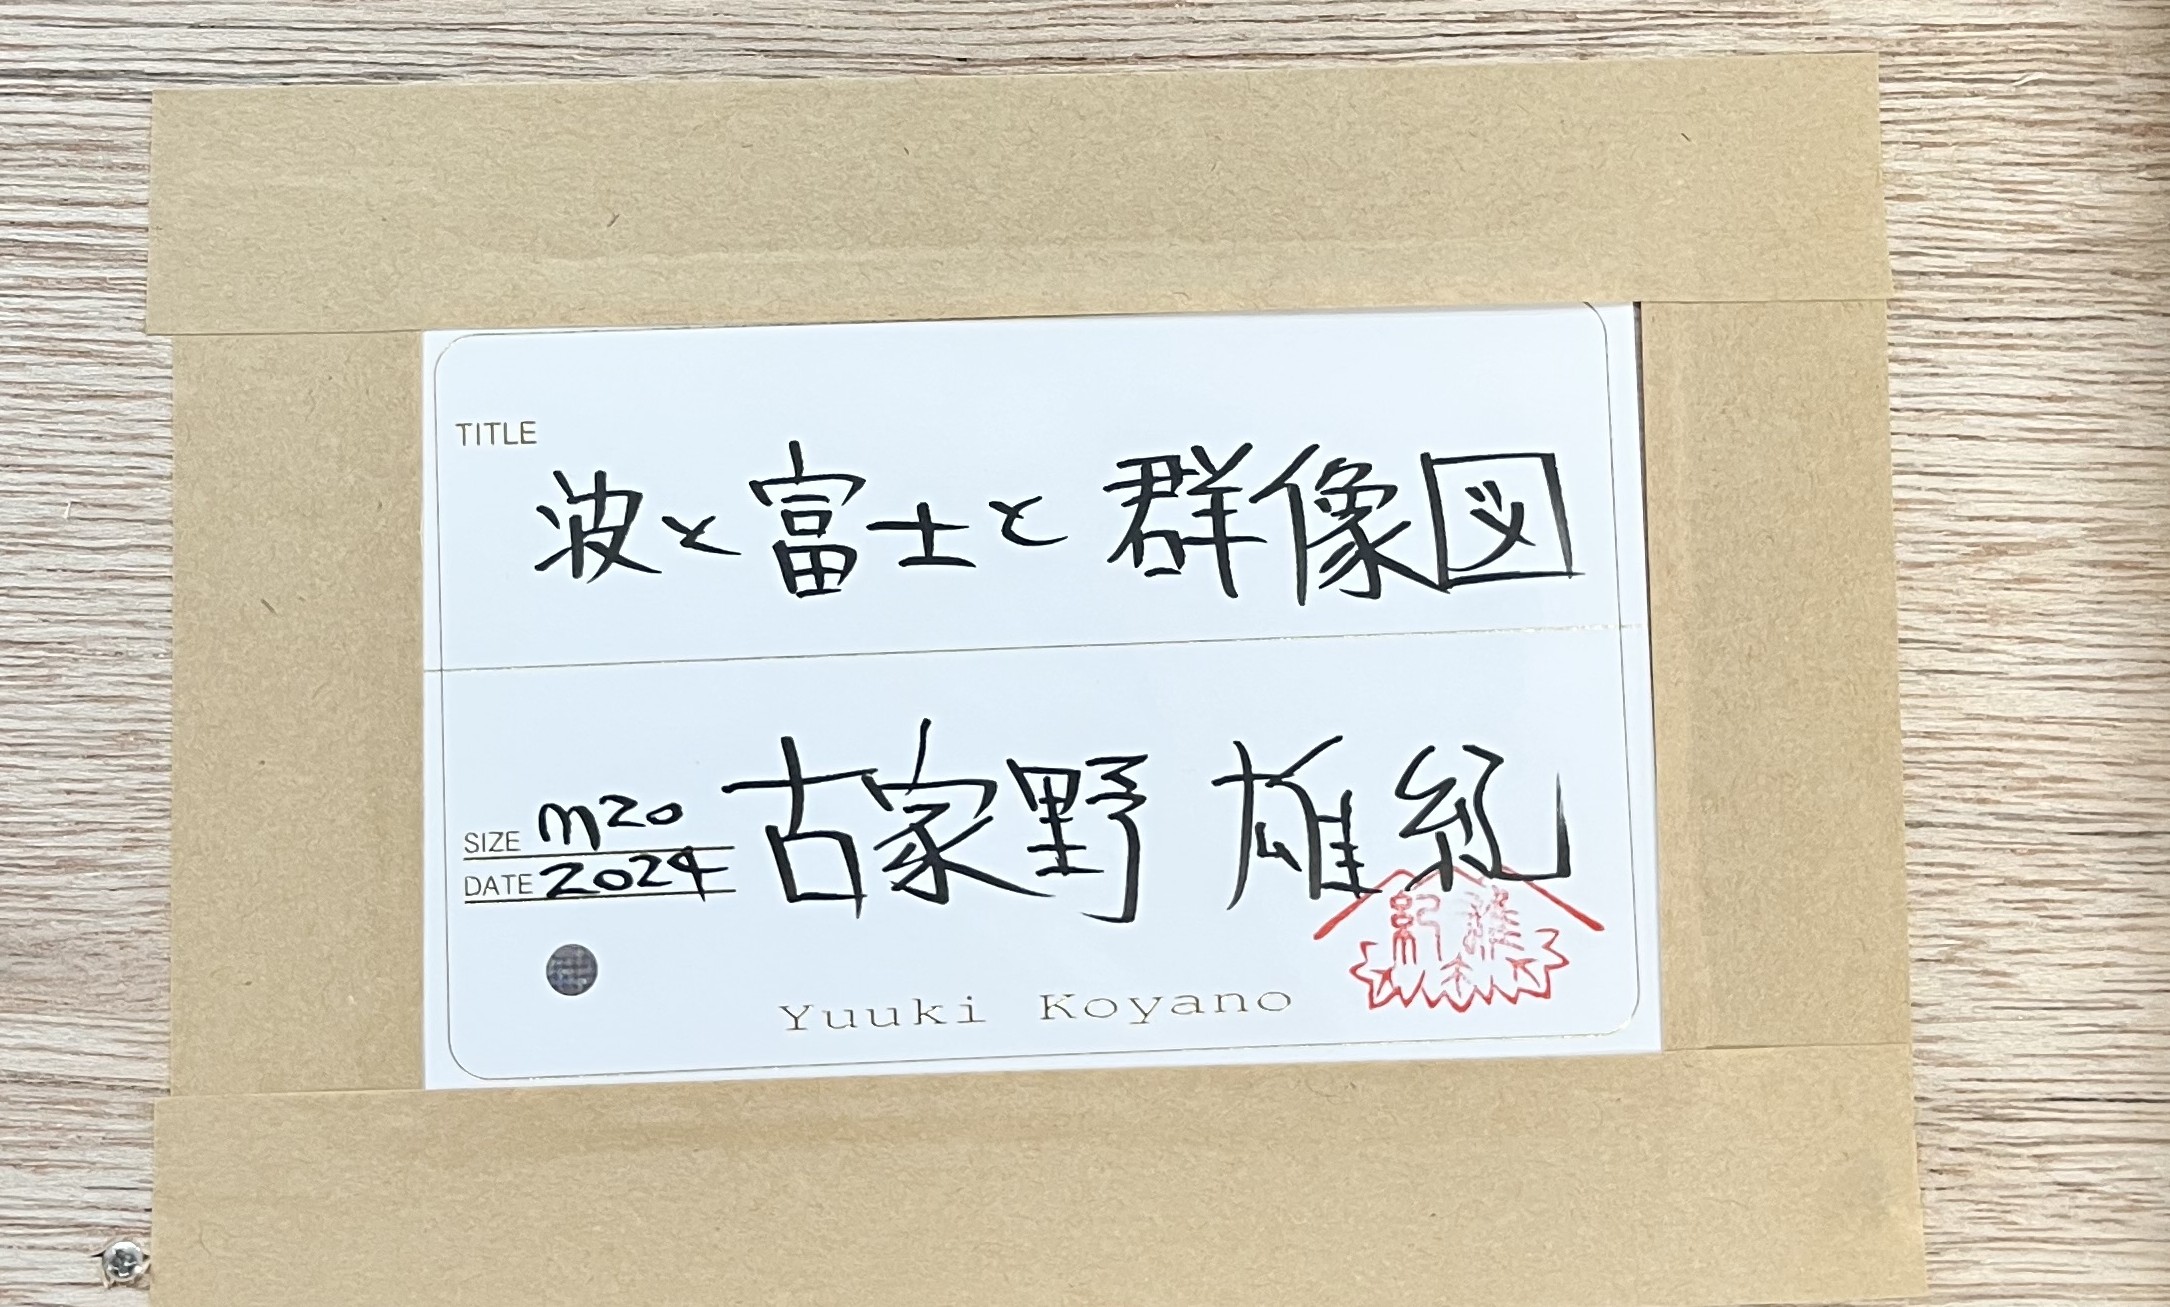 TITLE
波と富士と群像図
SIZE m20
DATE 2024
古家野 雄紀
Yuuki Koyano